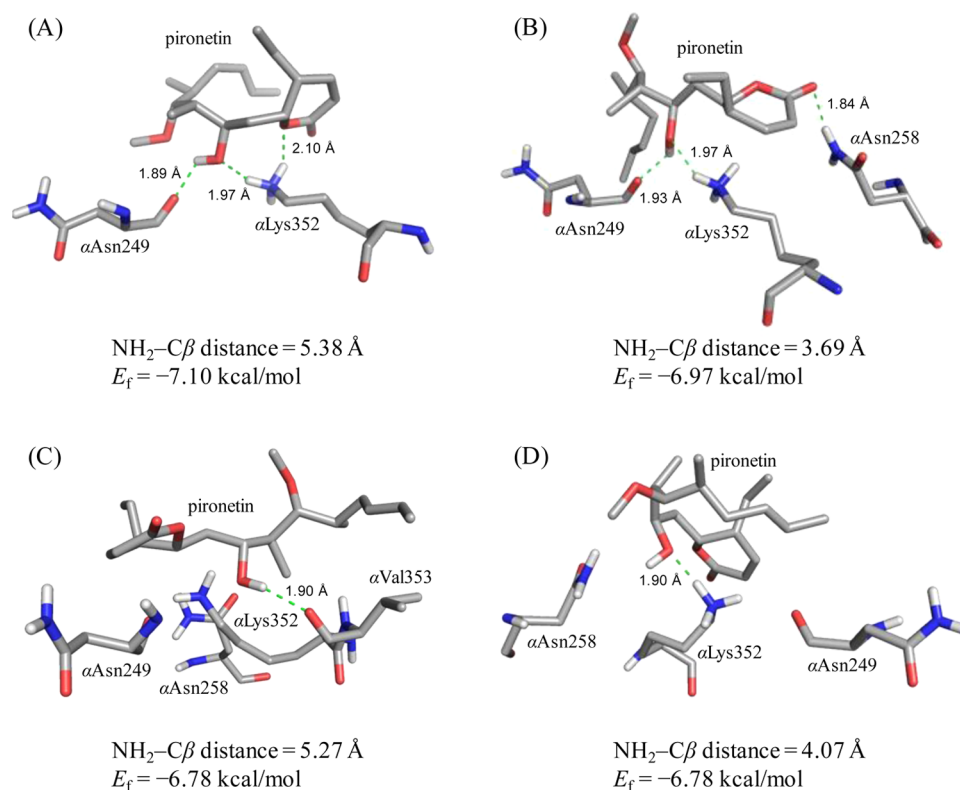 (A)
pironetin
2.10 Å
1.89 Å
1.97 Å
αAsn249
αLys352
NH2–Cβ distance = 5.38 Å
Ef = −7.10 kcal/mol
(B)
pironetin
1.84 Å
αAsn258
1.97 Å
1.93 Å
αAsn249
αLys352
NH2–Cβ distance = 3.69 Å
Ef = −6.97 kcal/mol
(C)
pironetin
1.90 Å
αVal353
αLys352
αAsn249
αAsn258
NH2–Cβ distance = 5.27 Å
Ef = −6.78 kcal/mol
(D)
pironetin
1.90 Å
αAsn258
αLys352
αAsn249
NH2–Cβ distance = 4.07 Å
Ef = −6.78 kcal/mol